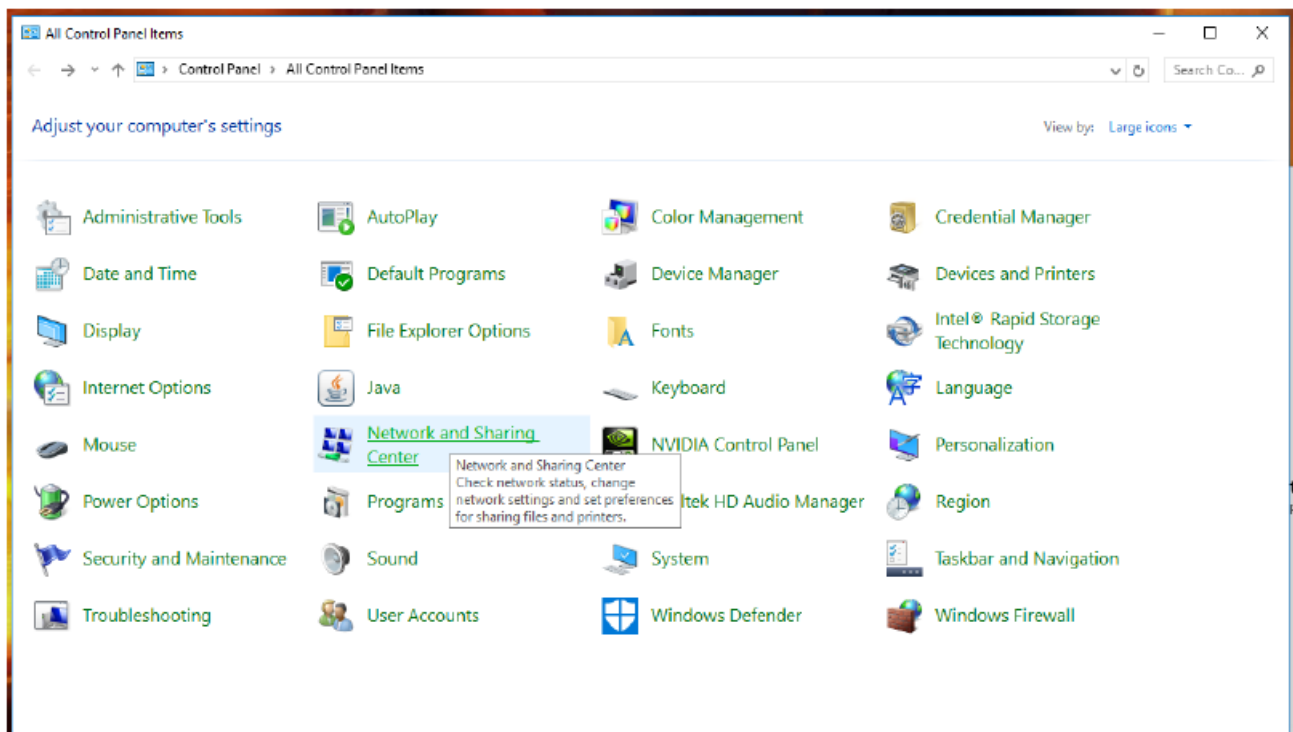 All Control Panel Items
Control Panel > All Control Panel Items
Search Co...
Adjust your computer's settings
View by: Large icons
Administrative Tools
AutoPlay
Color Management
Credential Manager
Date and Time
Default Programs
Device Manager
Devices and Printers
Display
File Explorer Options
Fonts
Intel® Rapid Storage
Technology
Internet Options
Java
Keyboard
Language
Mouse
Network and Sharing
Center
NVIDIA Control Panel
Personalization
Network and Sharing Center
Check network status, change
network settings and set preferences
for sharing files and printers.
Power Options
Programs
HD Audio Manager
Region
Security and Maintenance
Sound
System
Taskbar and Navigation
Troubleshooting
User Accounts
Windows Defender
Windows Firewall